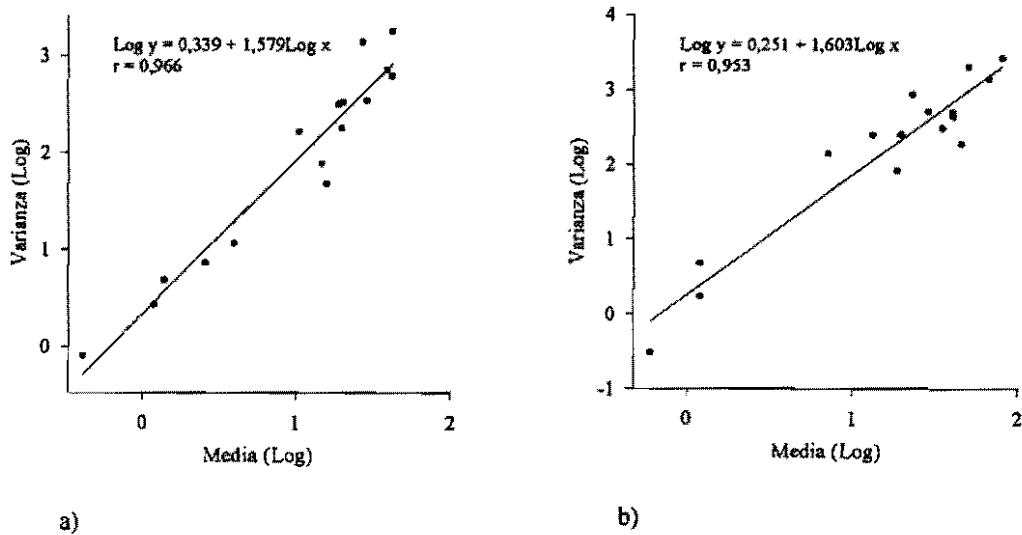 Log y = 0,339 + 1,579Log x
r = 0,966
3
2
1
0
Varianza (Log)
0
1
2
Media (Log)
a)
Log y = 0,251 + 1,603Log x
r = 0,953
4
3
2
1
0
-1
Varianza (Log)
0
1
2
Media (Log)
b)